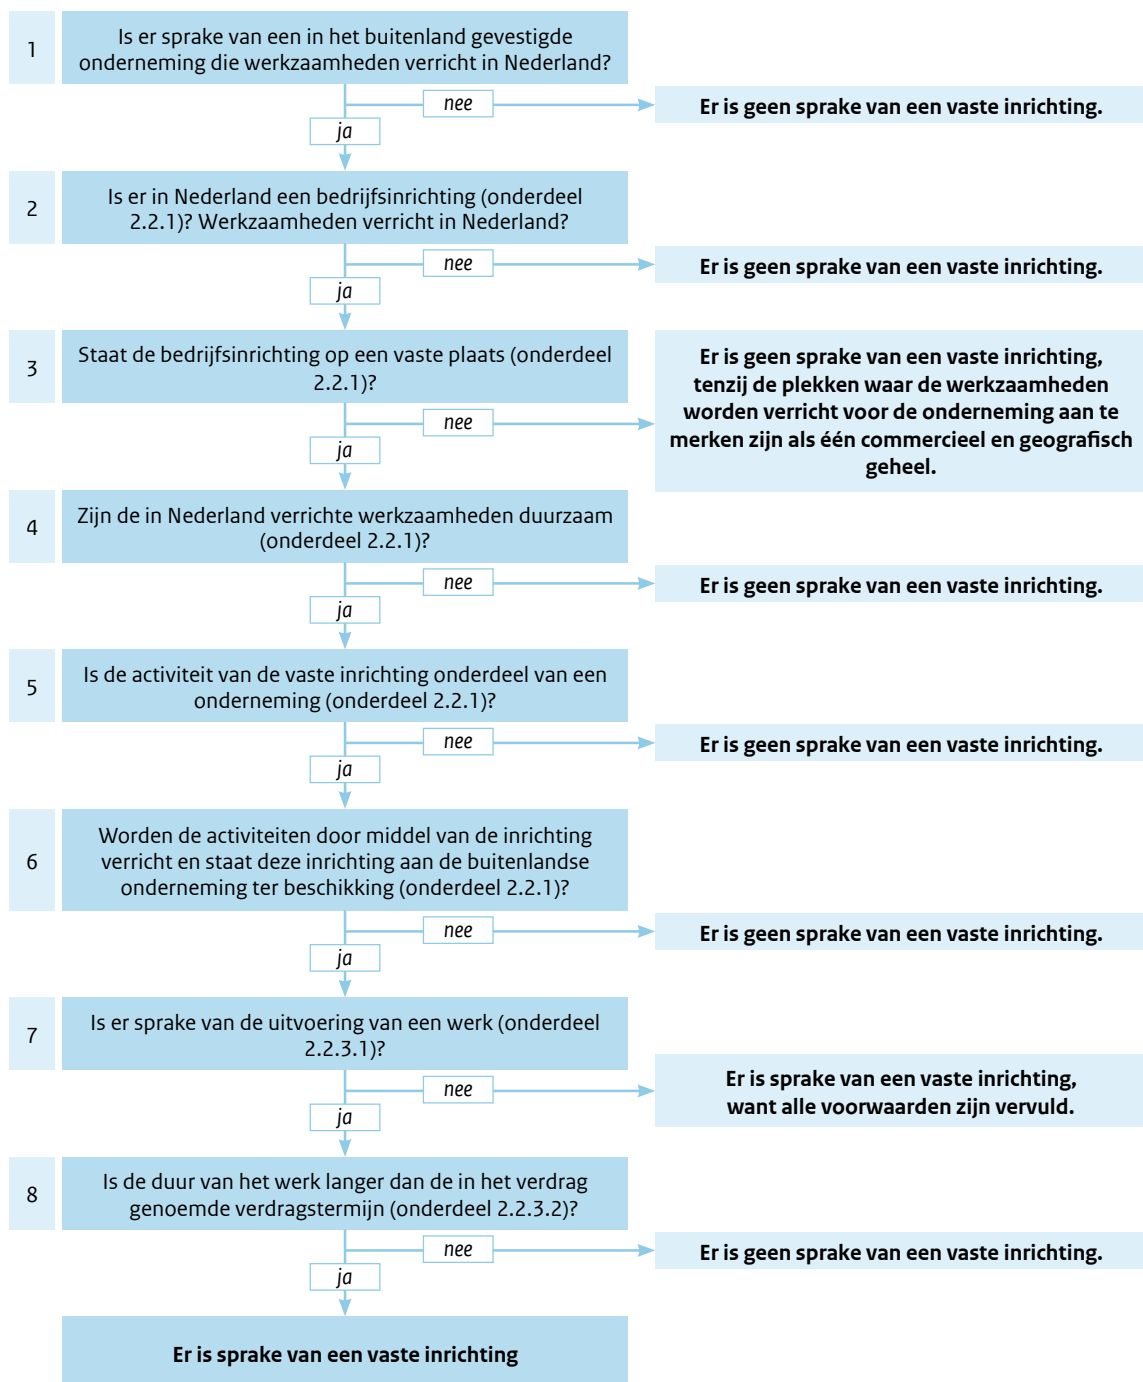 1
Is er sprake van een in het buitenland gevestigde
onderneming die werkzaamheden verricht in Nederland?
nee
Er is geen sprake van een vaste inrichting.
ja
2
Is er in Nederland een bedrijfsinrichting (onderdeel
2.2.1)? Werkzaamheden verricht in Nederland?
nee
Er is geen sprake van een vaste inrichting.
ja
3
Staat de bedrijfsinrichting op een vaste plaats (onderdeel
2.2.1)?
nee
Er is geen sprake van een vaste inrichting,
tenzij de plekken waar de werkzaamheden
worden verricht voor de onderneming aan te
merken zijn als één commercieel en geografisch
geheel.
ja
4
Zijn de in Nederland verrichte werkzaamheden duurzaam
(onderdeel 2.2.1)?
nee
Er is geen sprake van een vaste inrichting.
ja
5
Is de activiteit van de vaste inrichting onderdeel van een
onderneming (onderdeel 2.2.1)?
nee
Er is geen sprake van een vaste inrichting.
ja
6
Worden de activiteiten door middel van de inrichting
verricht en staat deze inrichting aan de buitenlandse
onderneming ter beschikking (onderdeel 2.2.1)?
nee
Er is geen sprake van een vaste inrichting.
ja
7
Is er sprake van de uitvoering van een werk (onderdeel
2.2.3.1)?
nee
Er is sprake van een vaste inrichting,
want alle voorwaarden zijn vervuld.
ja
8
Is de duur van het werk langer dan de in het verdrag
genoemde verdragstermijn (onderdeel 2.2.3.2)?
nee
Er is geen sprake van een vaste inrichting.
ja
Er is sprake van een vaste inrichting